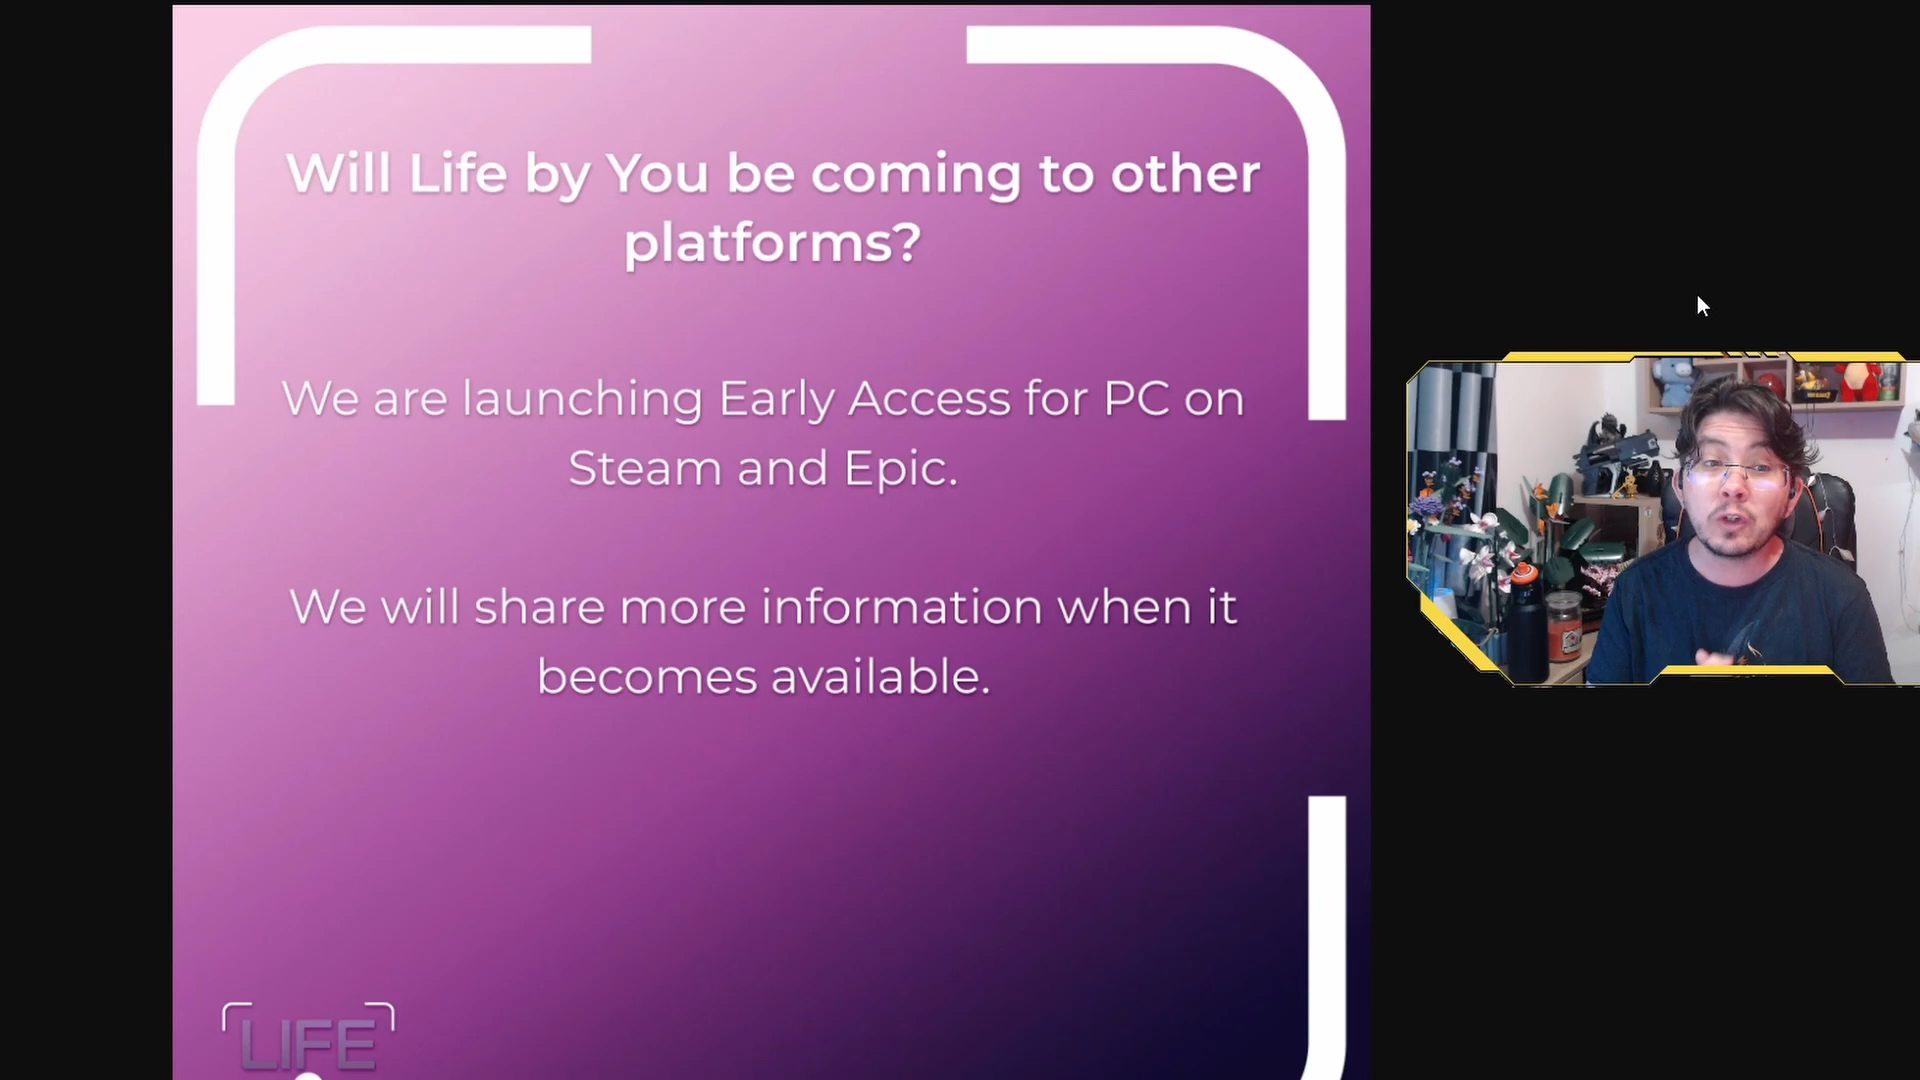 Will Life by You be coming to other
platforms?
We are launching Early Access for PC on
Steam and Epic.
We will share more information when it
becomes available.
LIFE